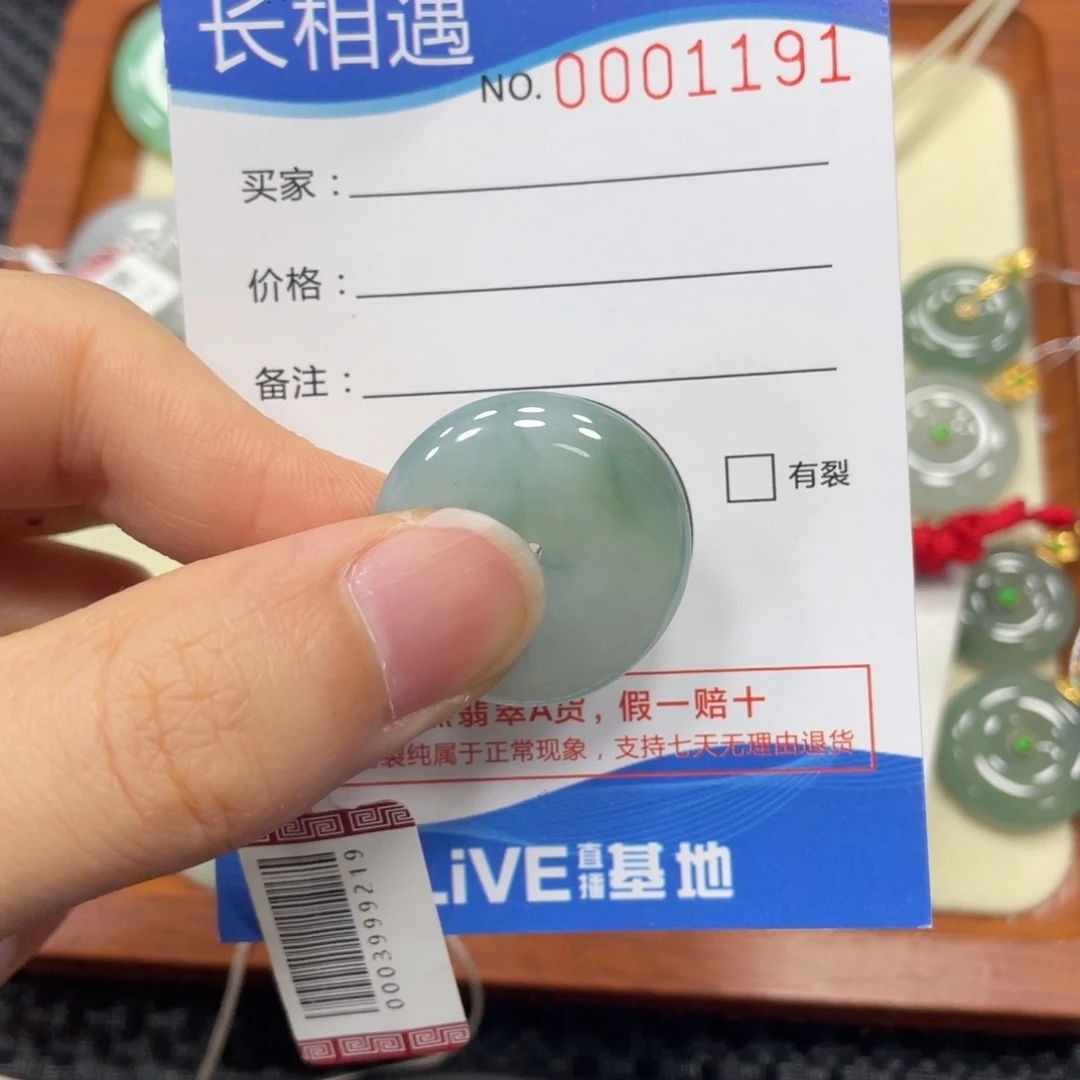 长相遇
NO. 0001191
买家：
价格：
备注：
有裂
翡翠A货，假一赔十
裂纯属于正常现象，支持七天无理由退货
LiVE直播基地
0003999219